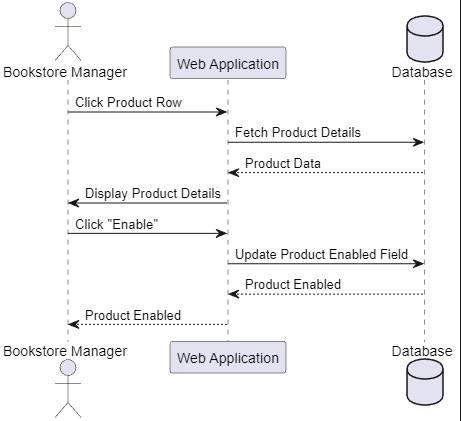 Bookstore Manager
Web Application
Database
Click Product Row
Fetch Product Details
Product Data
Display Product Details
Click "Enable"
Update Product Enabled Field
Product Enabled
Product Enabled
Bookstore Manager
Web Application
Database